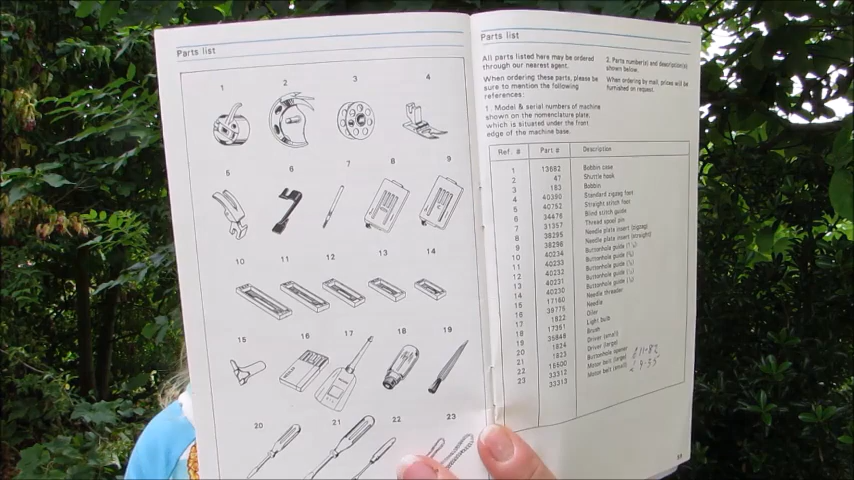 Parts list
1 2 3 4
5 6 7 8 9
10 11 12 13 14
15 16 17 18 19
20 21 22 23
Parts list
All parts listed here may be ordered
through our nearest agent.
When ordering these parts, please be
sure to mention the following
references:
1 Model & serial numbers of machine
shown on the nomenclature plate,
which is situated under the front
edge of the machine base.
2. Parts number(s) and description(s)
shown below.
When ordering by mail, prices will be
furnished on request.
Ref. # Part # Description
1 13682 Bobbin case
2 47 Shuttle hook
3 183 Bobbin
4 40390 Standard zigzag foot
5 40752 Straight stitch foot
6 34476 Blind stitch guide
7 31357 Thread spool pin
8 38295 Needle plate insert (zigzag)
9 38298 Needle plate insert (straight)
10 40234 Buttonhole guide
11 40233 Buttonhole guide
12 40232 Buttonhole guide
13 40231 Buttonhole guide
14 40230 Buttonhole guide
15 17160 Needle threader
16 39775 Needle
17 1822 Oiler
18 17351 Light bulb
19 35848 Brush
20 1824 Driver (small)
21 1823 Driver (large)
22 Buttonhole opener
23 33312 Motor belt (large)
33313 Motor belt (small)